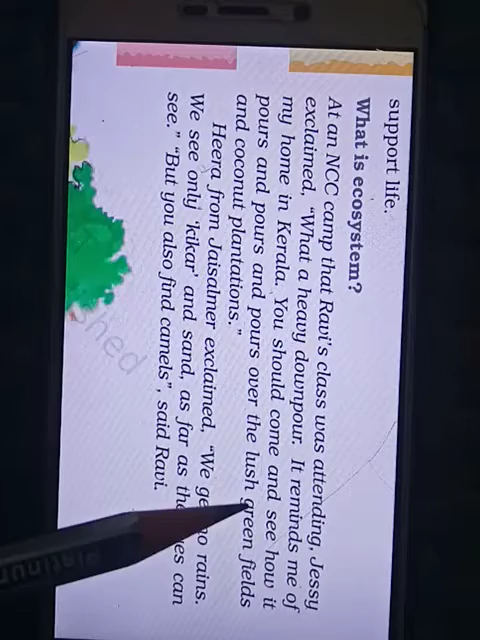 support life.
What is ecosystem?
At an NCC camp that Ravi's class was attending, Jessy
exclaimed, "What a heavy downpour. It reminds me of
my home in Kerala. You should come and see how it
pours and pours and pours over the lush green fields
and coconut plantations."
Heera from Jaisalmer exclaimed, "We no rains.
We see only 'kikar' and sand, as far as can
see." "But you also find camels", said Ravi.
Platinum